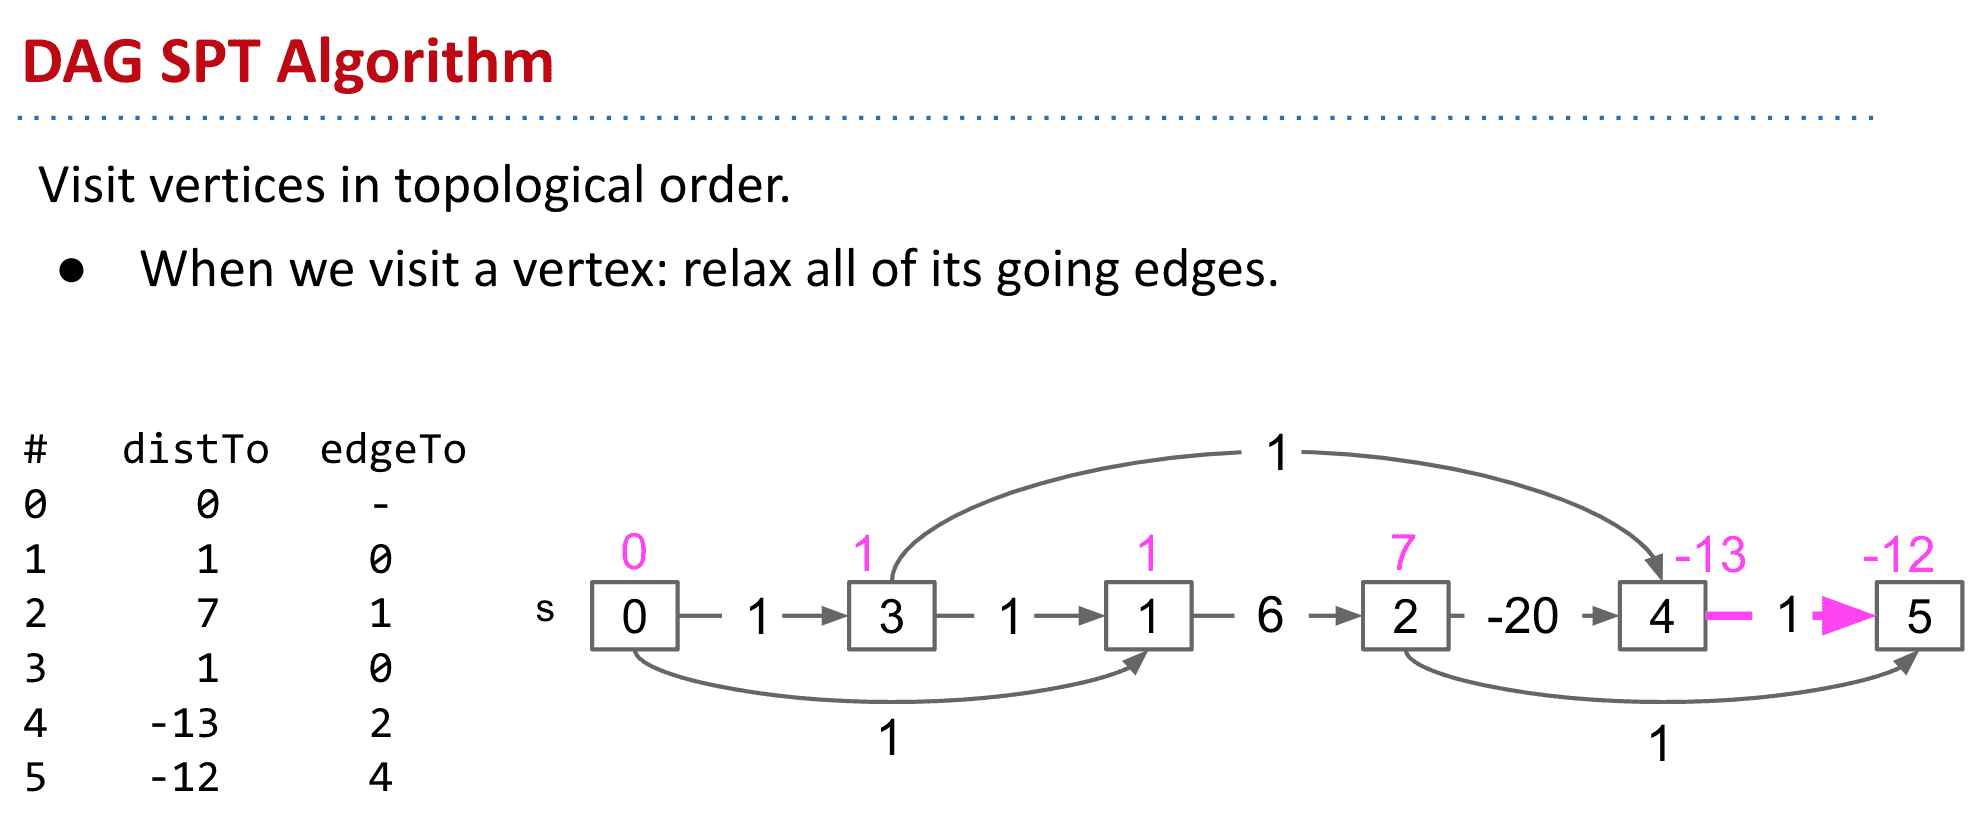 DAG SPT Algorithm
Visit vertices in topological order.
● When we visit a vertex: relax all of its going edges.
# distTo edgeTo
0 0 -
1 1 0
2 7 1
3 1 0
4 -13 2
5 -12 4
1
0 1 1 7 -13 -12
s 0 1 3 1 1 6 2 -20 4 1 5
1 1